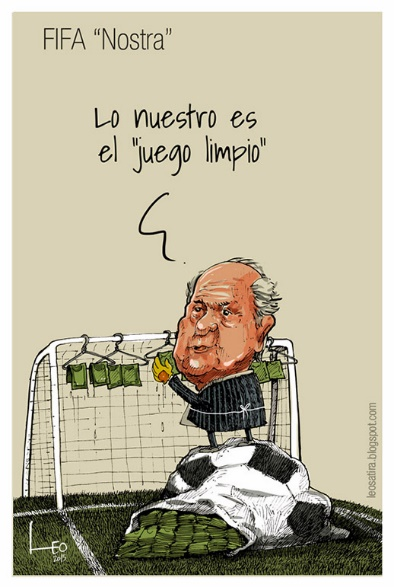 FIFA “Nostra”
Lo nuestro es
el "juego limpio"
leosatira.blogspot.com
LEO
2015